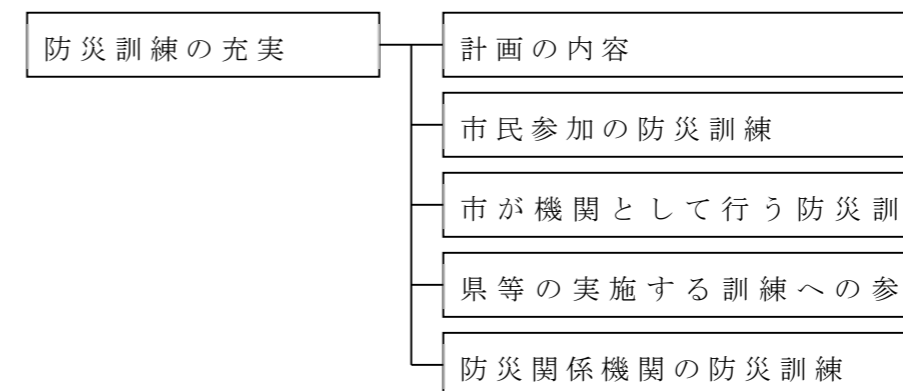 防災訓練の充実
計画の内容
市民参加の防災訓練
市が機関として行う防災訓
県等の実施する訓練への参
防災関係機関の防災訓練